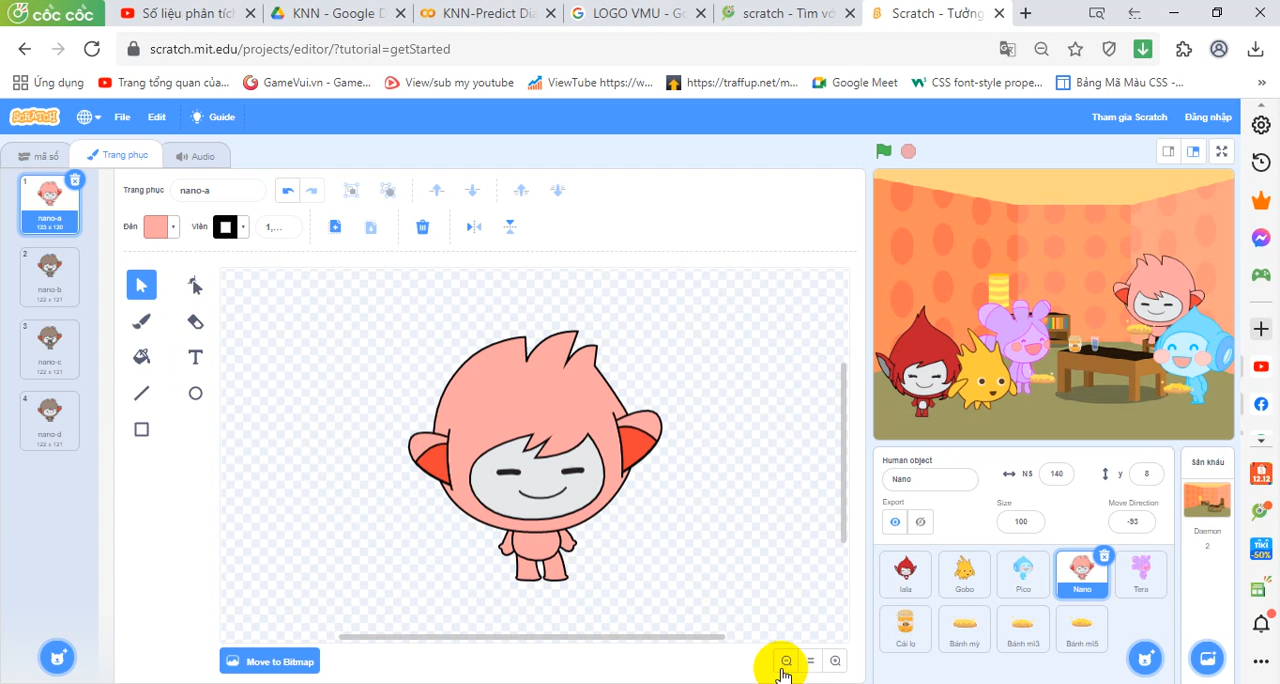 cốc cốc
Số liệu phân tích
KNN - Google D
KNN-Predict Dia
LOGO VMU - Go
scratch - Tìm vớ
Scratch - Tưởng
scratch.mit.edu/projects/editor/?tutorial=getStarted
Ứng dụng
Trang tổng quan của...
GameVui.vn - Game...
View/sub my youtube
ViewTube https://w...
https://traffup.net/m...
Google Meet
CSS font-style prope...
Bảng Mã Màu CSS -...
»
SCRATCH
File
Edit
Guide
Tham gia Scratch
Đăng nhập
mã số
Trang phục
Audio
Trang phục
nano-a
Viền
1,...
1
nano-a
123 x 120
2
nano-b
122 x 121
3
nano-c
122 x 121
4
nano-d
122 x 121
T
Move to Bitmap
=
Human object
Nano
140
y
8
Export
Size
100
Move Direction
-93
lala
Gobo
Pico
Nano
Tera
Cái lọ
Bánh mỳ
Bánh mì3
Bánh mì5
Sân khấu
Daemon
2
12.12
TIKI
-50%